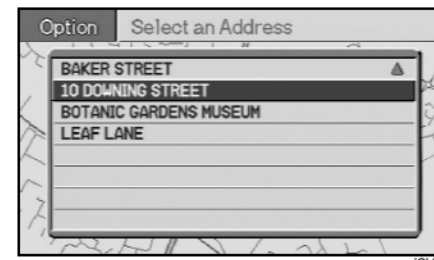 Option Select an Address
BAKER STREET
10 DOWNING STREET
BOTANIC GARDENS MUSEUM
LEAF LANE